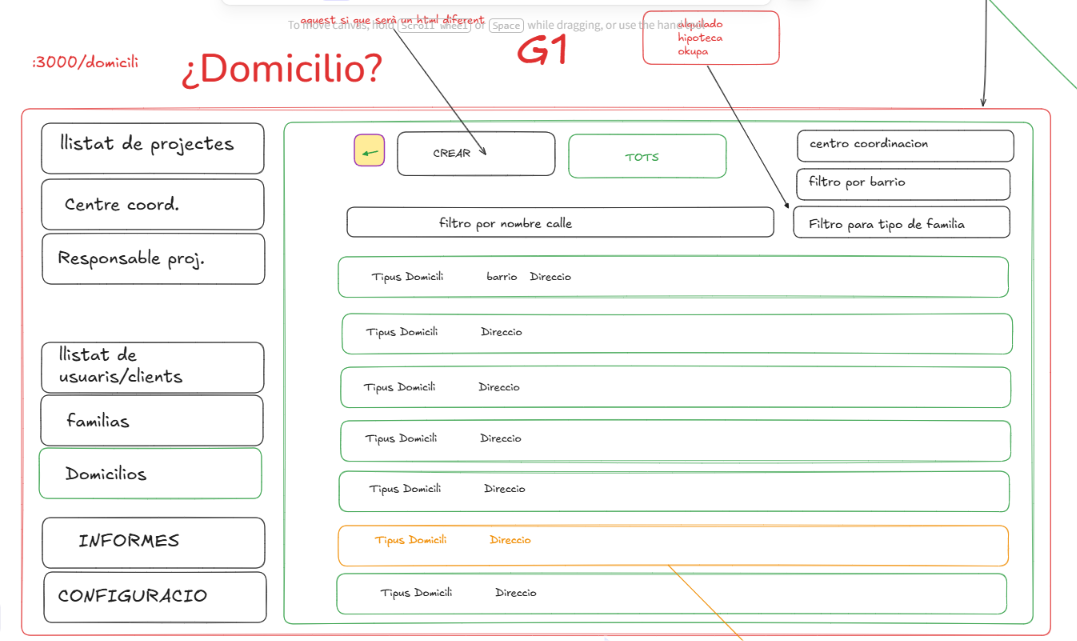 aquest si que serà un html diferent
To move canvas, hold Scroll wheel or Space while dragging, or use the hand
alquilado
hipoteca
okupa
:3000/domicili
¿Domicilio?
G1
llistat de projectes
Centre coord.
Responsable proj.
llistat de
usuaris/clients
familias
Domicilios
INFORMES
CONFIGURACIO
CREAR
TOTS
centro coordinacion
filtro por barrio
filtro por nombre calle
Filtro para tipo de familia
Tipus Domicili barrio Direccio
Tipus Domicili Direccio
Tipus Domicili Direccio
Tipus Domicili Direccio
Tipus Domicili Direccio
Tipus Domicili Direccio
Tipus Domicili Direccio